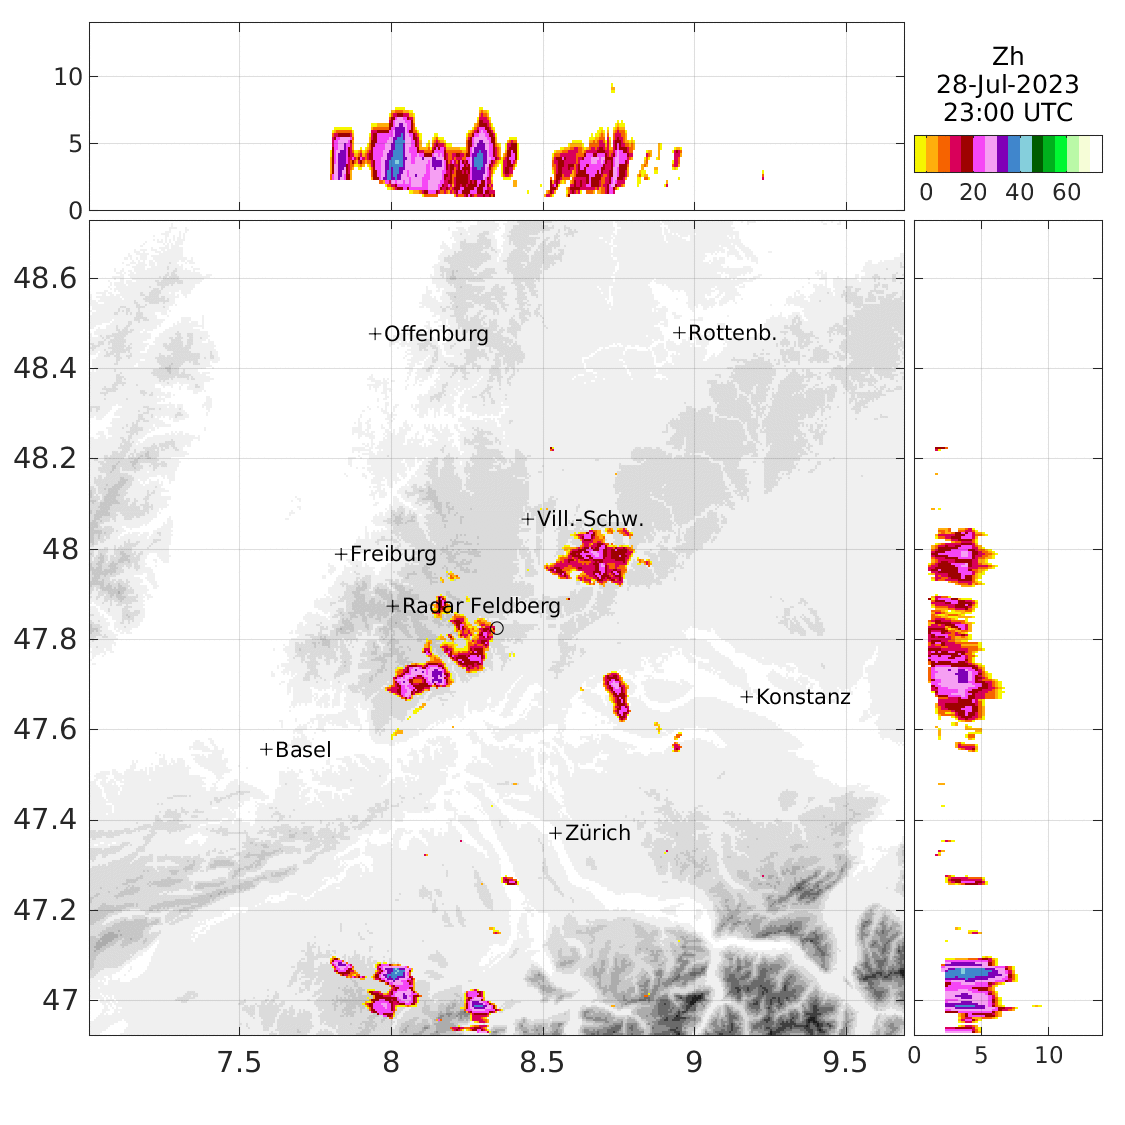 10
5
0
Zh
28-Jul-2023
23:00 UTC
0 20 40 60
48.6
48.4
48.2
48
47.8
47.6
47.4
47.2
47
+Offenburg
+Rottenb.
+Vill.-Schw.
+Freiburg
+Radar Feldberg
+Konstanz
+Basel
+Zürich
7.5 8 8.5 9 9.5
0 5 10